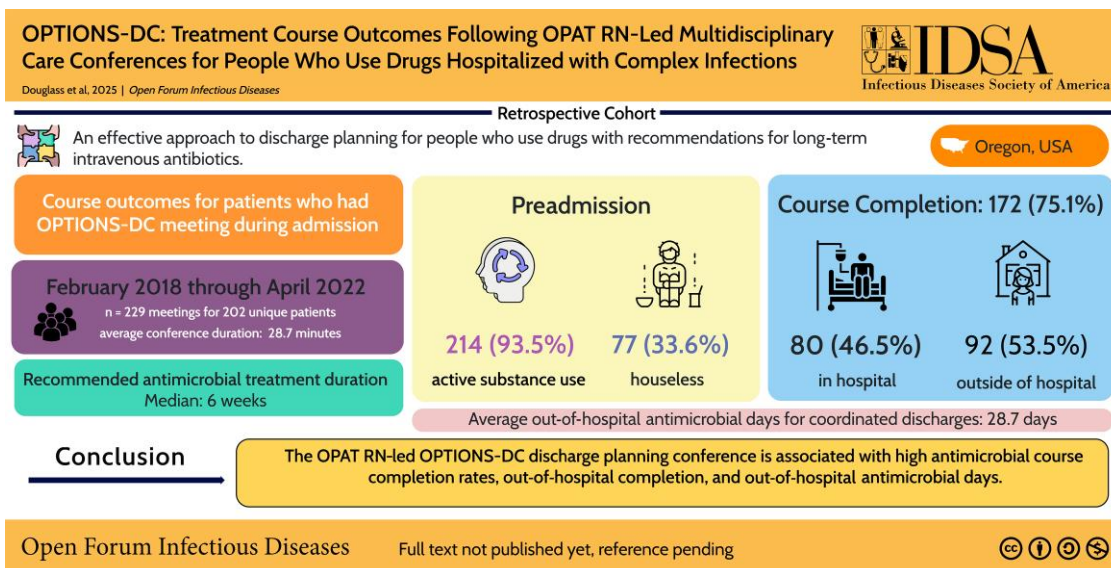 OPTIONS-DC: Treatment Course Outcomes Following OPAT RN-Led Multidisciplinary
Care Conferences for People Who Use Drugs Hospitalized with Complex Infections
Douglass et al, 2025 | Open Forum Infectious Diseases
IDSA
Infectious Diseases Society of America
Retrospective Cohort
An effective approach to discharge planning for people who use drugs with recommendations for long-term
intravenous antibiotics.
Oregon, USA
Course outcomes for patients who had
OPTIONS-DC meeting during admission
February 2018 through April 2022
n = 229 meetings for 202 unique patients
average conference duration: 28.7 minutes
Recommended antimicrobial treatment duration
Median: 6 weeks
Preadmission
214 (93.5%)
active substance use
77 (33.6%)
houseless
Course Completion: 172 (75.1%)
80 (46.5%)
in hospital
92 (53.5%)
outside of hospital
Average out-of-hospital antimicrobial days for coordinated discharges: 28.7 days
Conclusion
The OPAT RN-led OPTIONS-DC discharge planning conference is associated with high antimicrobial course
completion rates, out-of-hospital completion, and out-of-hospital antimicrobial days.
Open Forum Infectious Diseases
Full text not published yet, reference pending
cc